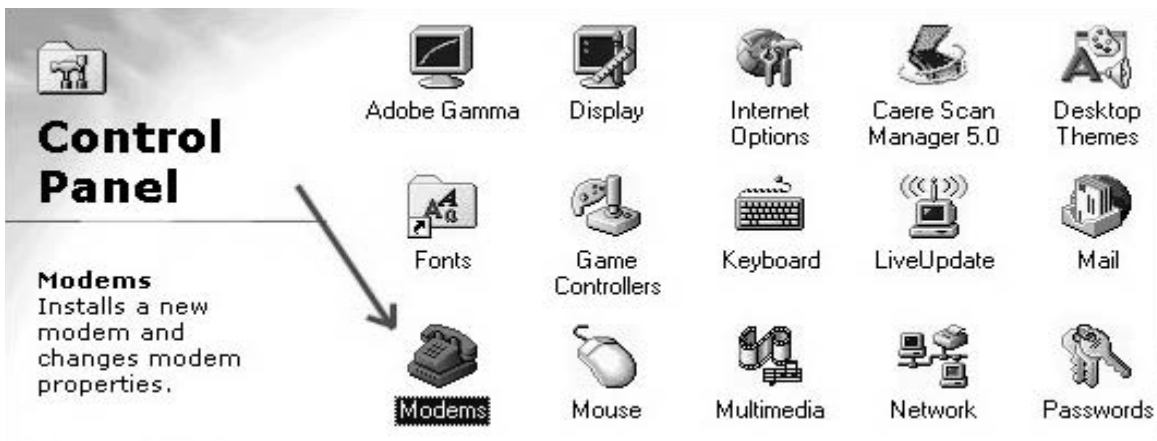 Control
Panel
Modems
Installs a new
modem and
changes modem
properties.
Adobe Gamma
Display
Internet
Options
Caere Scan
Manager 5.0
Desktop
Themes
Fonts
Game
Controllers
Keyboard
LiveUpdate
Mail
Modems
Mouse
Multimedia
Network
Passwords